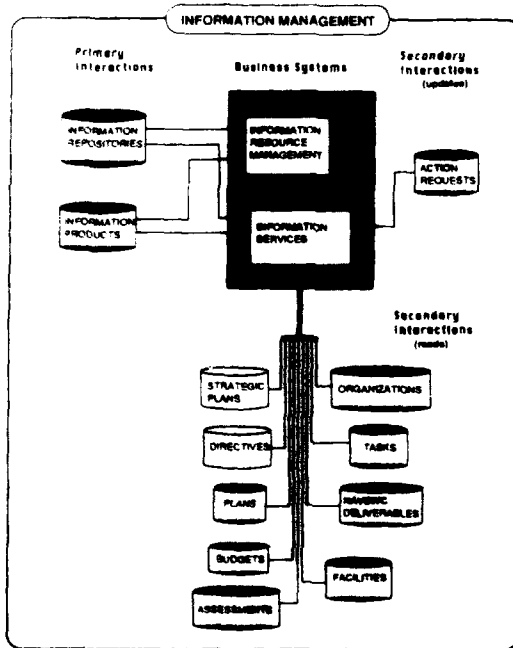 INFORMATION MANAGEMENT
Primary
Interactions
Business Systems
Secondary
Interactions
(updates)
INFORMATION
REPOSITORIES
INFORMATION
RESOURCE
MANAGEMENT
ACTION
REQUESTS
INFORMATION
PRODUCTS
INFORMATION
SERVICES
Secondary
Interactions
(reads)
STRATEGIC
PLANS
ORGANIZATIONS
DIRECTIVES
TASKS
PLANS
DELIVERABLES
BUDGETS
FACILITIES
ASSESSMENTS